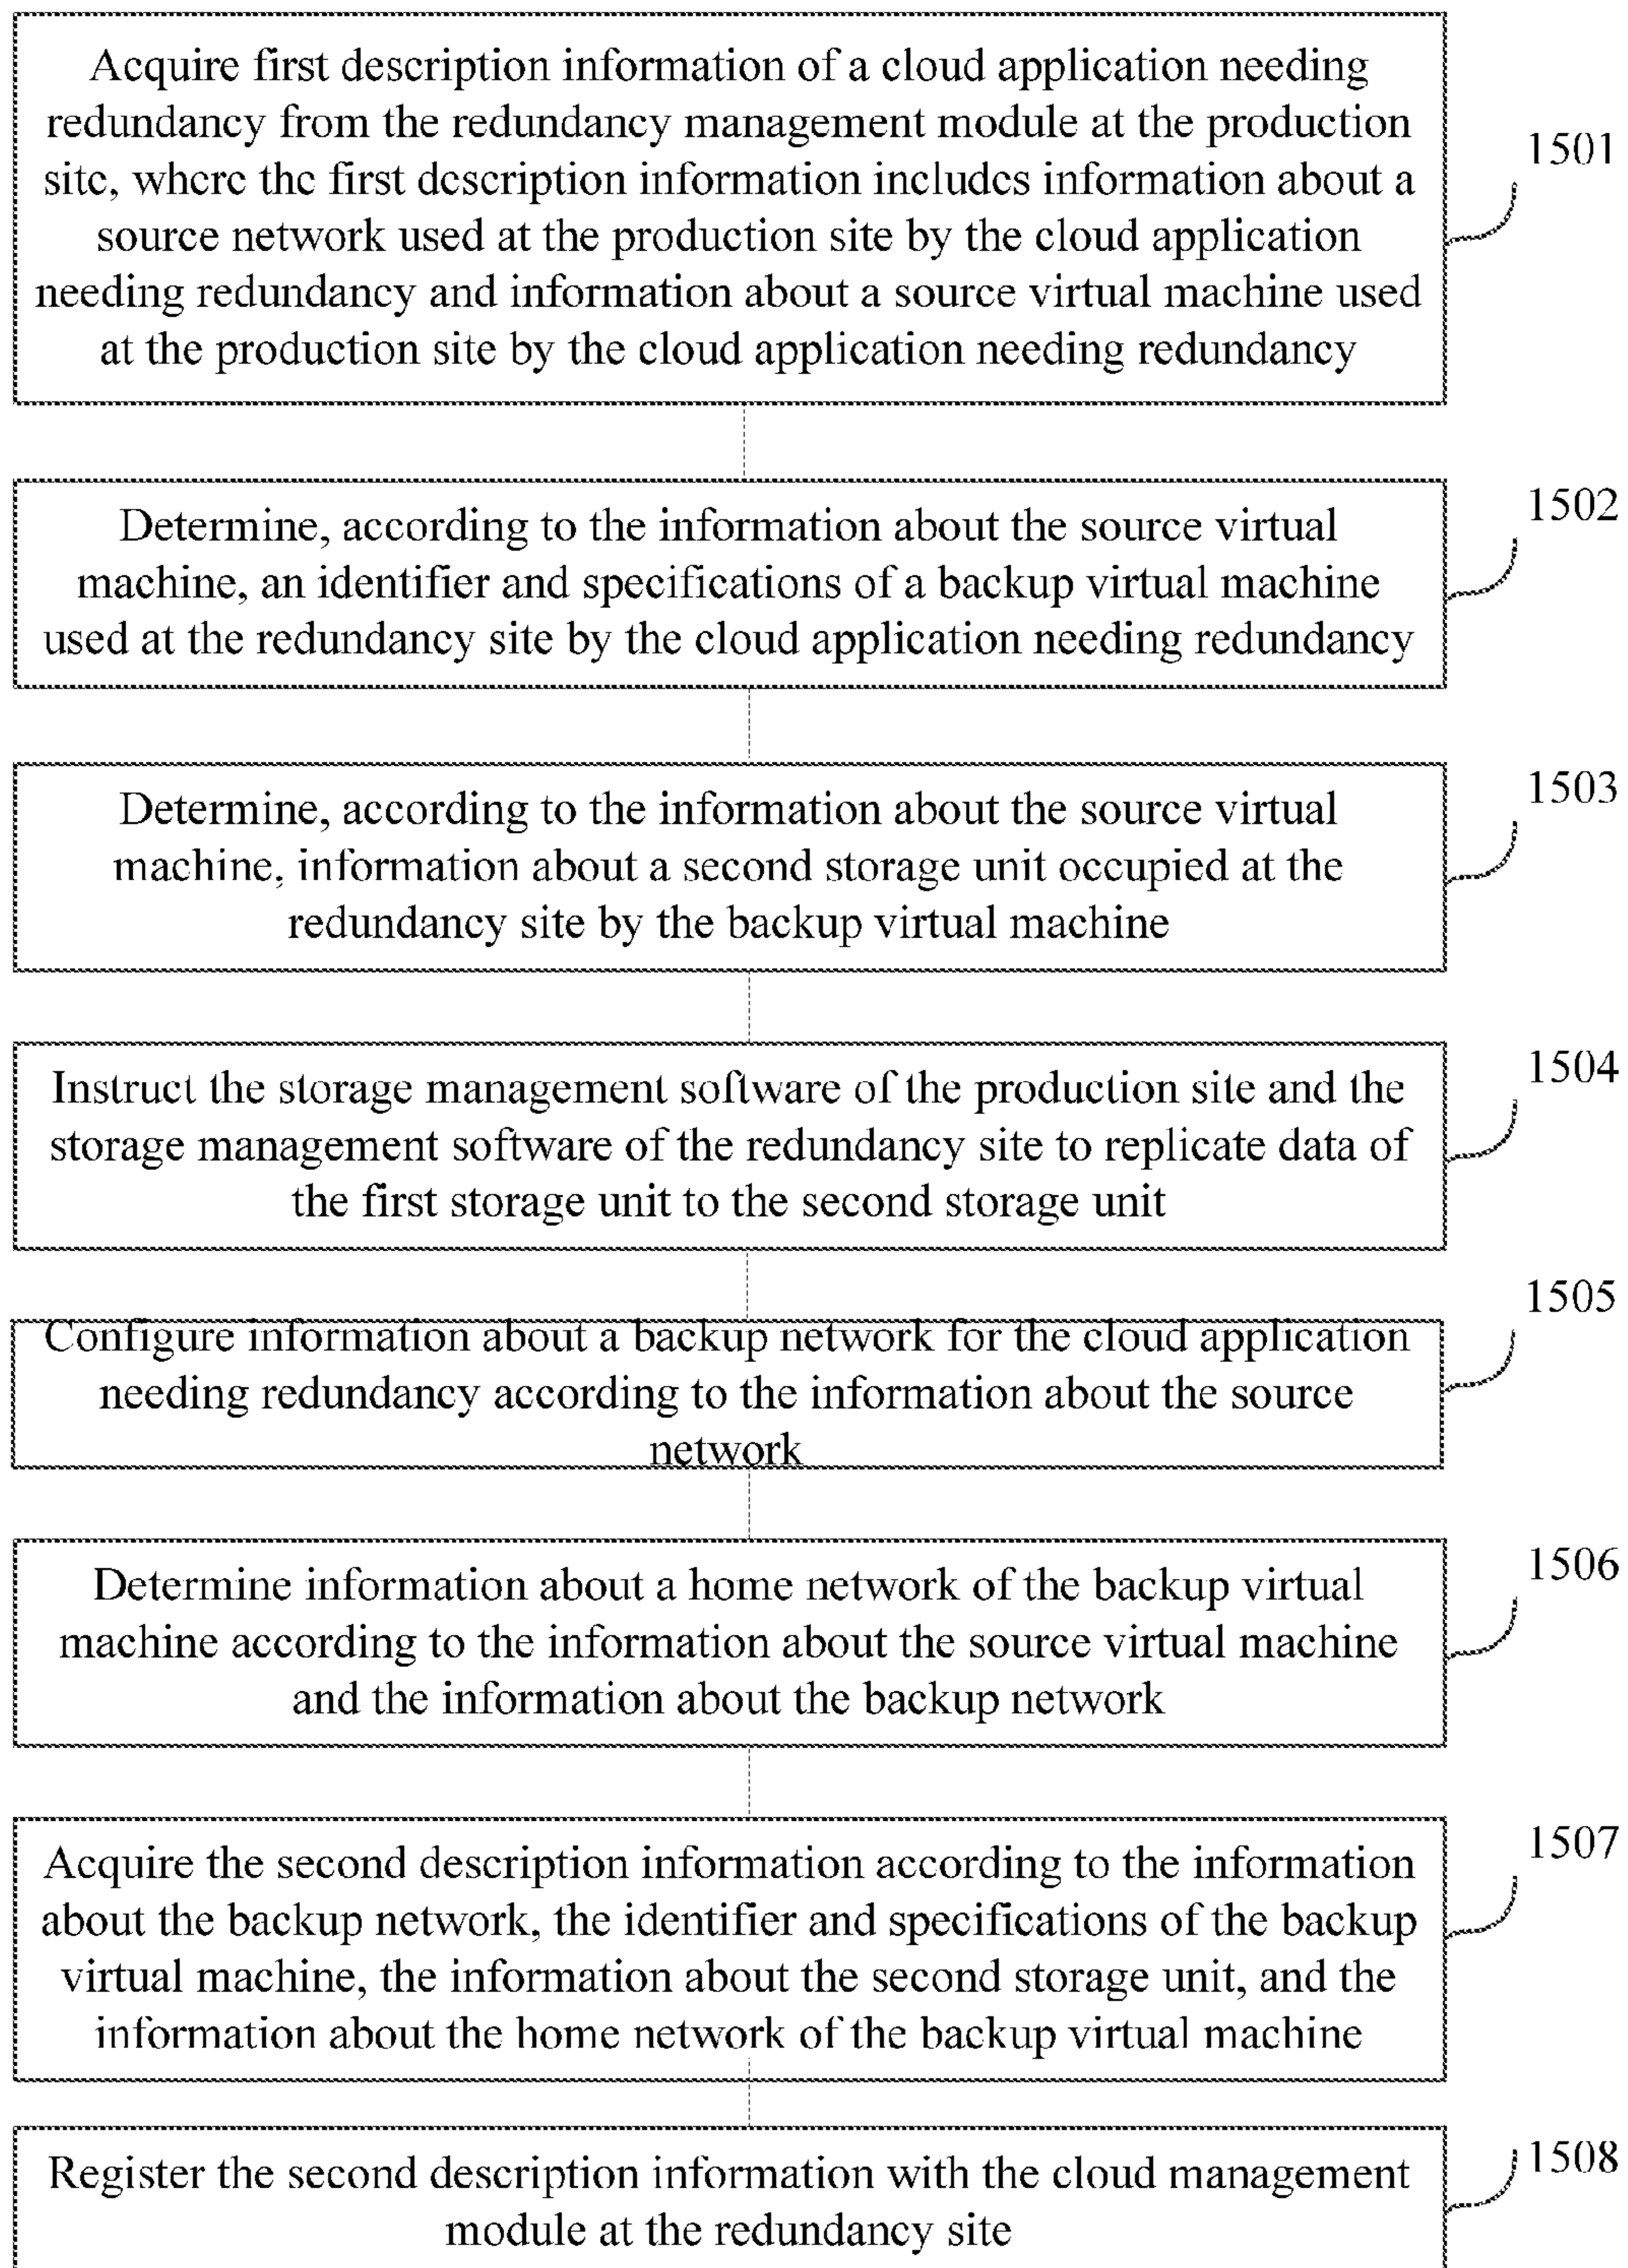 Acquire first description information of a cloud application needing
redundancy from the redundancy management module at the production
site, where the first description information includes information about a
source network used at the production site by the cloud application
needing redundancy and information about a source virtual machine used
at the production site by the cloud application needing redundancy
1501
Determine, according to the information about the source virtual
machine, an identifier and specifications of a backup virtual machine
used at the redundancy site by the cloud application needing redundancy
1502
Determine, according to the information about the source virtual
machine, information about a second storage unit occupied at the
redundancy site by the backup virtual machine
1503
Instruct the storage management software of the production site and the
storage management software of the redundancy site to replicate data of
the first storage unit to the second storage unit
1504
Configure information about a backup network for the cloud application
needing redundancy according to the information about the source
network
1505
Determine information about a home network of the backup virtual
machine according to the information about the source virtual machine
and the information about the backup network
1506
Acquire the second description information according to the information
about the backup network, the identifier and specifications of the backup
virtual machine, the information about the second storage unit, and the
information about the home network of the backup virtual machine
1507
Register the second description information with the cloud management
module at the redundancy site
1508